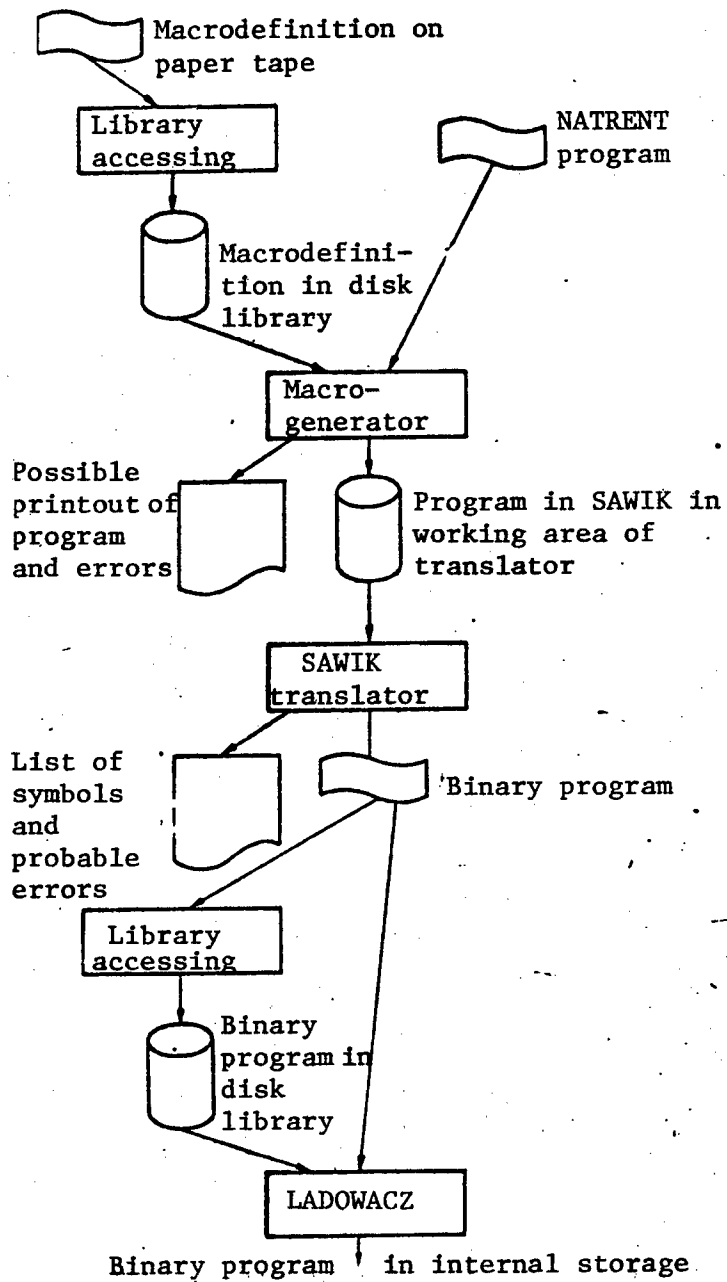 Macrodefinition on
paper tape
Library
accessing
NATRENT
program
Macrodefini-
tion in disk
library
Macro-
generator
Possible
printout of
program
and errors
Program in SAWIK in
working area of
translator
SAWIK
translator
List of
symbols
and
probable
errors
Binary program
Library
accessing
Binary
program in
disk
library
LADOWACZ
Binary program in internal storage